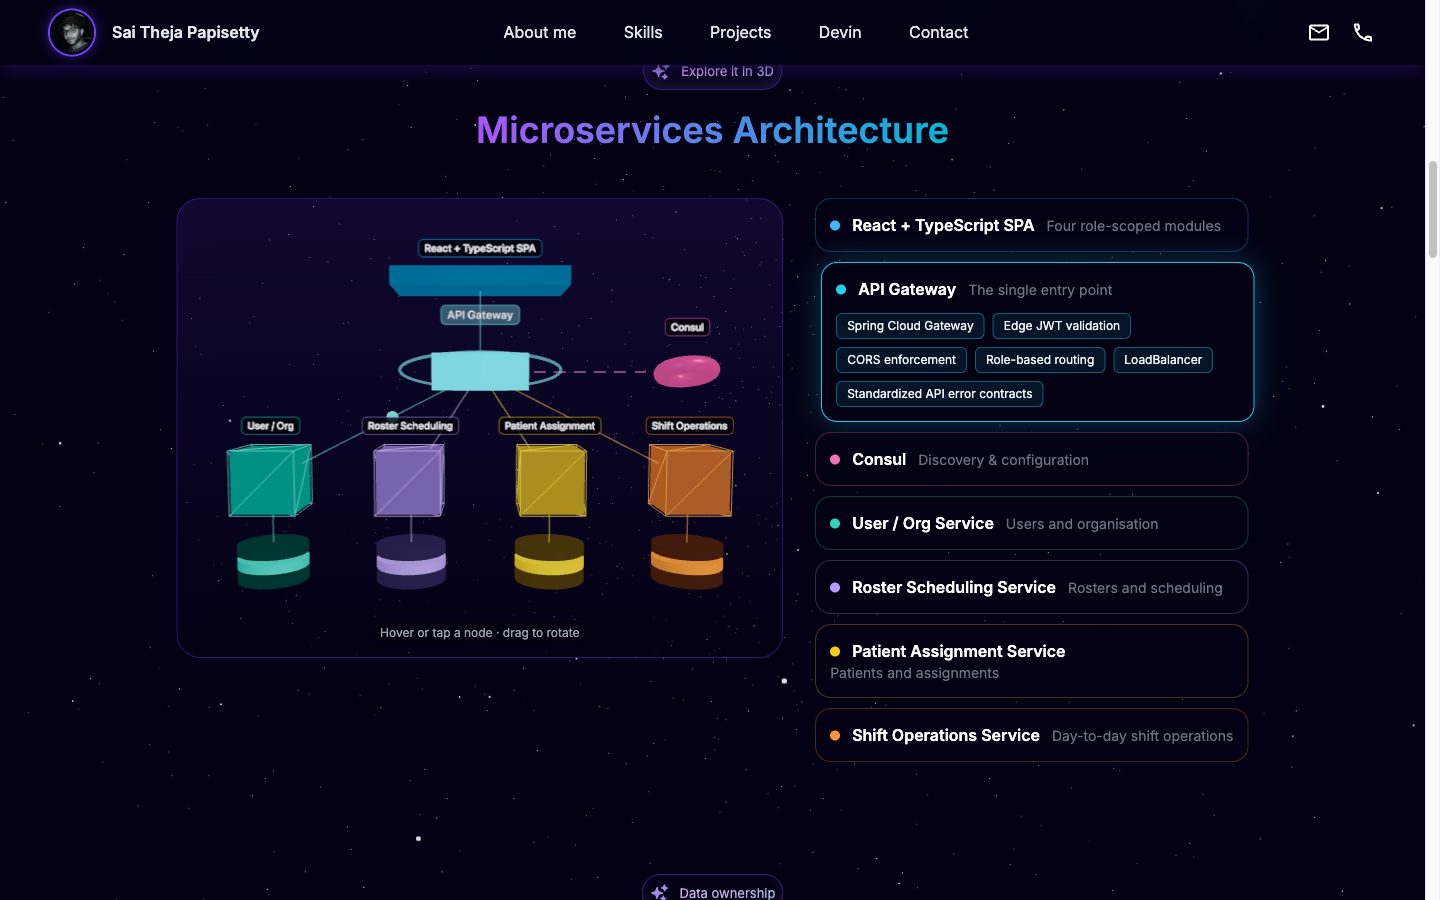 Sai Theja Papisetty
About me
Skills
Projects
Devin
Contact
Explore it in 3D
Microservices Architecture
React + TypeScript SPA
API Gateway
Consul
User / Org
Roster Scheduling
Patient Assignment
Shift Operations
Hover or tap a node · drag to rotate
React + TypeScript SPA Four role-scoped modules
API Gateway The single entry point
Spring Cloud Gateway
Edge JWT validation
CORS enforcement
Role-based routing
LoadBalancer
Standardized API error contracts
Consul Discovery & configuration
User / Org Service Users and organisation
Roster Scheduling Service Rosters and scheduling
Patient Assignment Service
Patients and assignments
Shift Operations Service Day-to-day shift operations
Data ownership